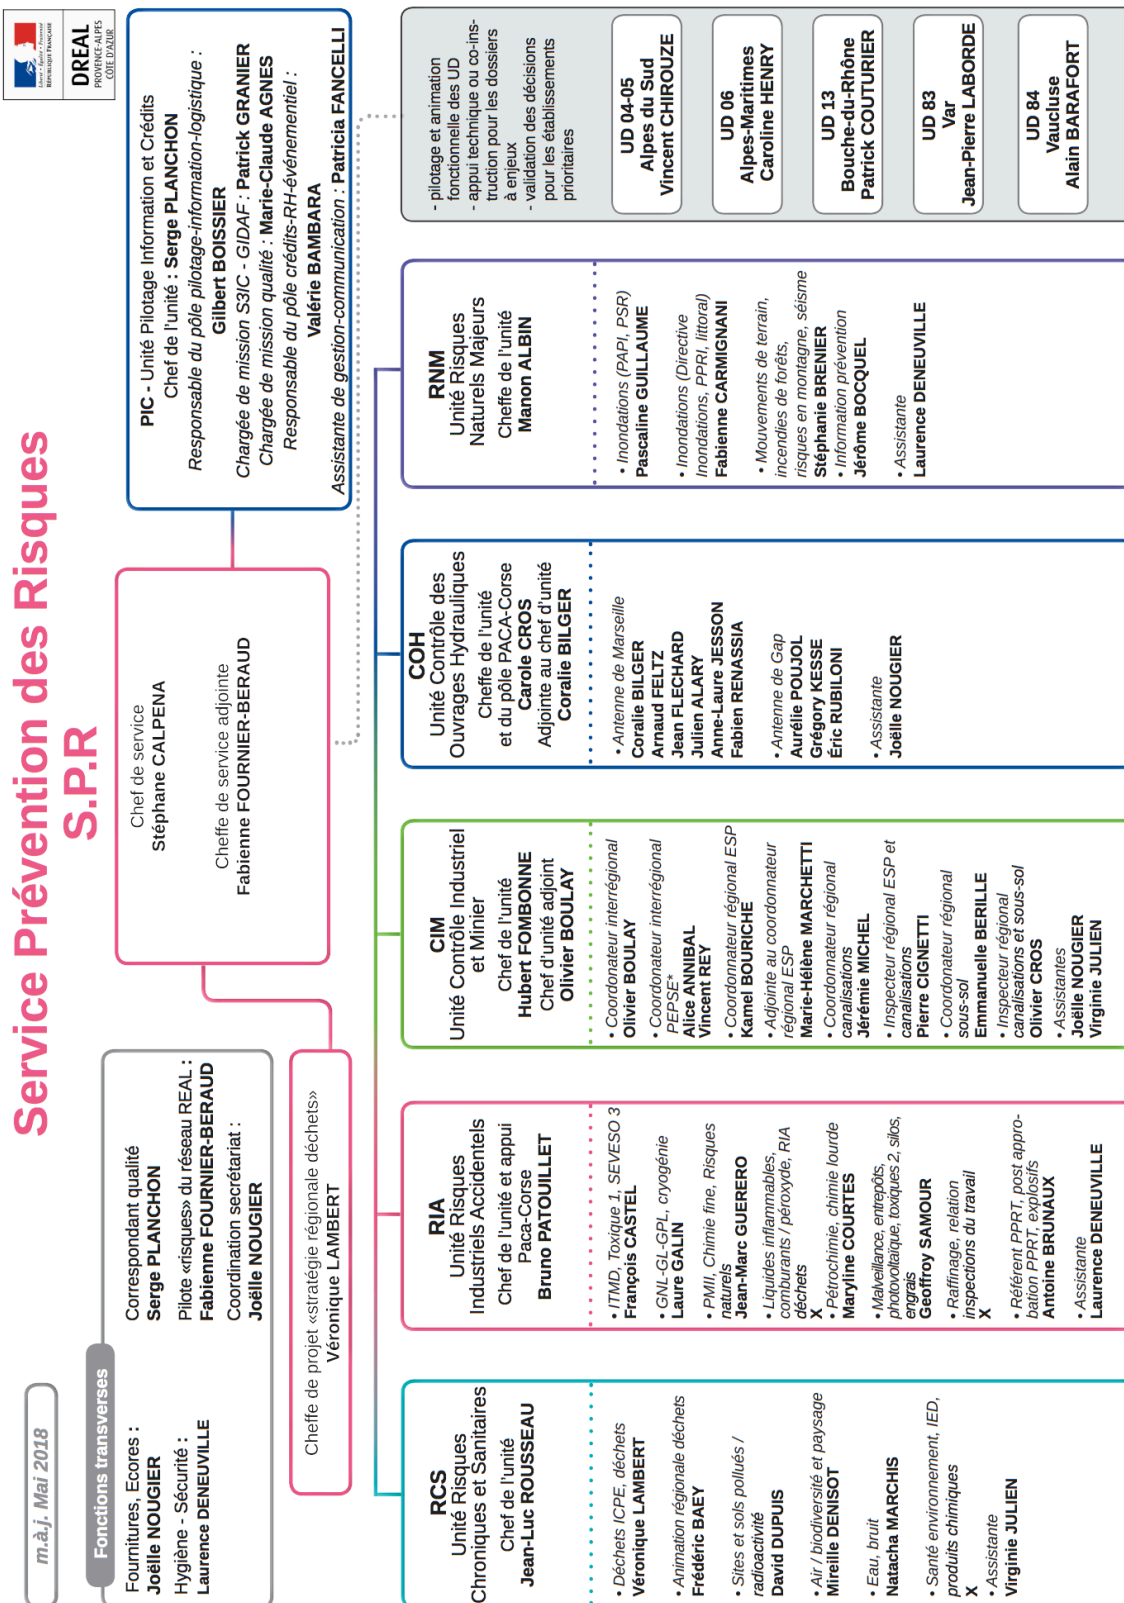 m.à.j. Mai 2018
Service Prévention des Risques
S.P.R
Liberté • Égalité • Fraternité
RÉPUBLIQUE FRANÇAISE
DREAL
PROVENCE-ALPES
CÔTE D'AZUR
Fonctions transverses
Fournitures, Ecores :
Joëlle NOUGIER
Hygiène - Sécurité :
Laurence DENEUVILLE
Correspondant qualité
Serge PLANCHON
Pilote «risques» du réseau REAL :
Fabienne FOURNIER-BERAUD
Coordination secrétariat :
Joëlle NOUGIER
Chef de service
Stéphane CALPENA
Cheffe de service adjointe
Fabienne FOURNIER-BERAUD
PIC - Unité Pilotage Information et Crédits
Chef de l'unité : Serge PLANCHON
Responsable du pôle pilotage-information-logistique :
Gilbert BOISSIER
Chargée de mission S3IC - GIDAF : Patrick GRANIER
Chargée de mission qualité : Marie-Claude AGNES
Responsable du pôle crédits-RH-événementiel :
Valérie BAMBARA
Assistante de gestion-communication : Patricia FANCELLI
Cheffe de projet «stratégie régionale déchets»
Véronique LAMBERT
RCS
Unité Risques
Chroniques et Sanitaires
Chef de l'unité
Jean-Luc ROUSSEAU
• Déchets ICPE, déchets
Véronique LAMBERT
• Animation régionale déchets
Frédéric BAEY
• Sites et sols pollués /
radioactivité
David DUPUIS
• Air / biodiversité et paysage
Mireille DENISOT
• Eau, bruit
Natacha MARCHIS
• Santé environnement, IED,
produits chimiques
X
• Assistante
Virginie JULIEN
RIA
Unité Risques
Industriels Accidentels
Chef de l'unité et appui
Paca-Corse
Bruno PATOUILLET
• ITMD, Toxique 1, SEVESO 3
François CASTEL
• GNL-GL-GPL, cryogénie
Laure GALIN
• PMII, Chimie fine, Risques
naturels
Jean-Marc GUERERO
• Liquides inflammables,
comburants / péroxyde, RIA
déchets
X
• Pétrochimie, chimie lourde
Maryline COURTES
• Malveillance, entrepôts,
photovoltaïque, toxiques 2, silos,
engrais
Geoffroy SAMOUR
• Raffinage, relation
inspections du travail
X
• Référent PPRT, post appro-
bation PPRT, explosifs
Antoine BRUNAUX
• Assistante
Laurence DENEUVILLE
CIM
Unité Contrôle Industriel
et Minier
Chef de l'unité
Hubert FOMBONNE
Chef d'unité adjoint
Olivier BOULAY
• Coordonateur interrégional
Olivier BOULAY
• Coordonateur interrégional
PEPSE*
Alice ANNIBAL
Vincent REY
• Coordonnateur régional ESP
Kamel BOURICHE
• Adjointe au coordonnateur
régional ESP
Marie-Hélène MARCHETTI
• Coordonnateur régional
canalisations
Jérémie MICHEL
• Inspecteur régional ESP et
canalisations
Pierre CIGNETTI
• Coordonateur régional
sous-sol
Emmanuelle BERILLE
• Inspecteur régional
canalisations et sous-sol
Olivier CROS
• Assistantes
Joëlle NOUGIER
Virginie JULIEN
COH
Unité Contrôle des
Ouvrages Hydrauliques
Cheffe de l'unité
et du pôle PACA-Corse
Carole CROS
Adjointe au chef d'unité
Coralie BILGER
• Antenne de Marseille
Coralie BILGER
Arnaud FELTZ
Jean FLECHARD
Julien ALARY
Anne-Laure JESSON
Fabien RENASSIA
• Antenne de Gap
Aurélie POUJOL
Grégory KESSE
Éric RUBILONI
• Assistante
Joëlle NOUGIER
RNM
Unité Risques
Naturels Majeurs
Cheffe de l'unité
Manon ALBIN
• Inondations (PAPI, PSR)
Pascaline GUILLAUME
• Inondations (Directive
Inondations, PPRI, littoral)
Fabienne CARMIGNANI
• Mouvements de terrain,
incendies de forêts,
risques en montagne, séisme
Stéphanie BRENIER
• Information prévention
Jérôme BOCQUEL
• Assistante
Laurence DENEUVILLE
- pilotage et animation
fonctionnelle des UD
- appui technique ou co-ins-
truction pour les dossiers
à enjeux
- validation des décisions
pour les établissements
prioritaires
UD 04-05
Alpes du Sud
Vincent CHIROUZE
UD 06
Alpes-Maritimes
Caroline HENRY
UD 13
Bouche-du-Rhône
Patrick COUTURIER
UD 83
Var
Jean-Pierre LABORDE
UD 84
Vaucluse
Alain BARAFORT